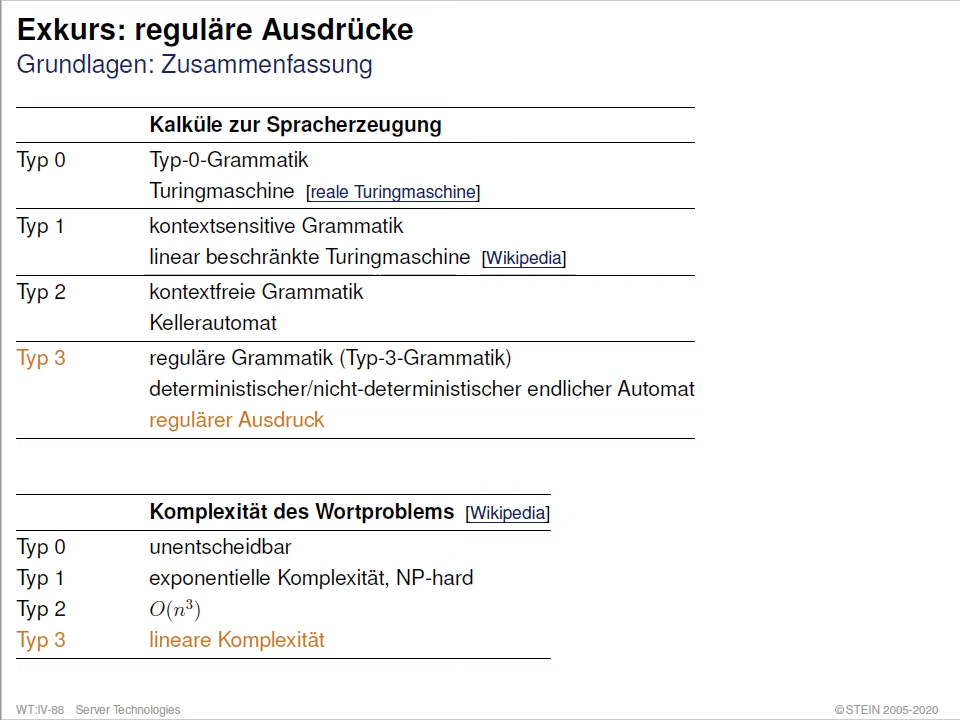 Exkurs: reguläre Ausdrücke
Grundlagen: Zusammenfassung
Kalküle zur Spracherzeugung
Typ 0 Typ-0-Grammatik
Turingmaschine [reale Turingmaschine]
Typ 1 kontextsensitive Grammatik
linear beschränkte Turingmaschine [Wikipedia]
Typ 2 kontextfreie Grammatik
Kellerautomat
Typ 3 reguläre Grammatik (Typ-3-Grammatik)
deterministischer/nicht-deterministischer endlicher Automat
regulärer Ausdruck
Komplexität des Wortproblems [Wikipedia]
Typ 0 unentscheidbar
Typ 1 exponentielle Komplexität, NP-hard
Typ 2 O(n³)
Typ 3 lineare Komplexität
WT:IV-88 Server Technologies ©STEIN 2005-2020